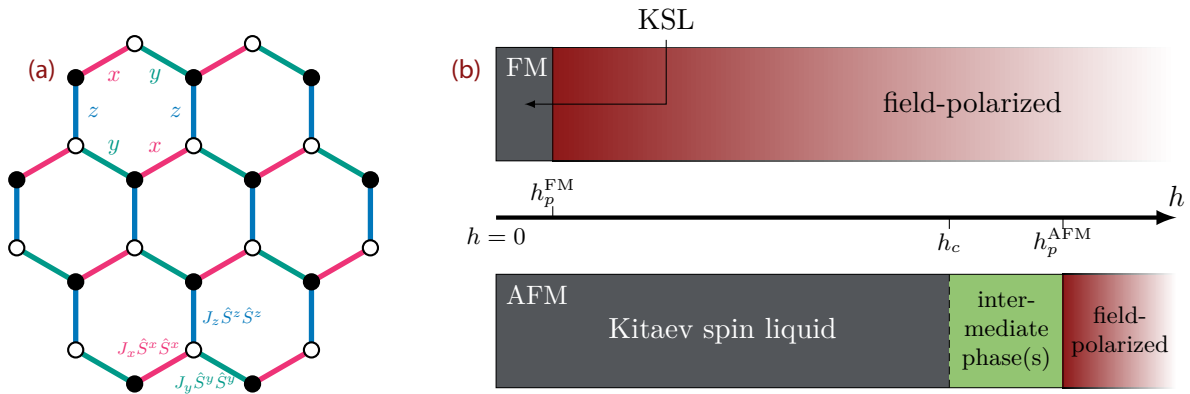 (a)
x
y
z
z
y
x
J_z Ŝ^z Ŝ^z
J_x Ŝ^x Ŝ^x
J_y Ŝ^y Ŝ^y
(b)
KSL
FM
field-polarized
h_p^FM
h
h = 0
h_c
h_p^AFM
AFM
Kitaev spin liquid
inter-
mediate
phase(s)
field-
polarized